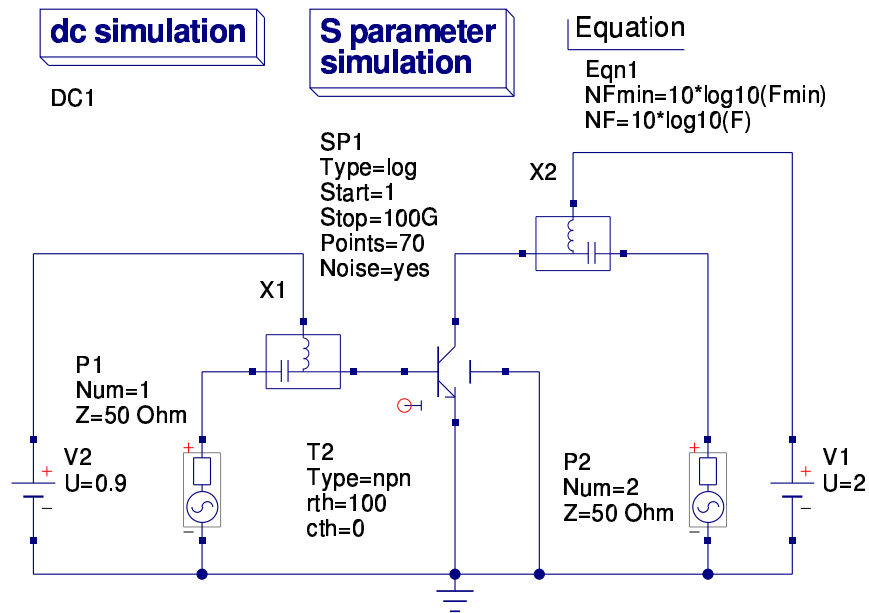 dc simulation
DC1
S parameter
simulation
SP1
Type=log
Start=1
Stop=100G
Points=70
Noise=yes
Equation
Eqn1
NFmin=10*log10(Fmin)
NF=10*log10(F)
X2
X1
P1
Num=1
Z=50 Ohm
V2
U=0.9
T2
Type=npn
rth=100
cth=0
P2
Num=2
Z=50 Ohm
V1
U=2